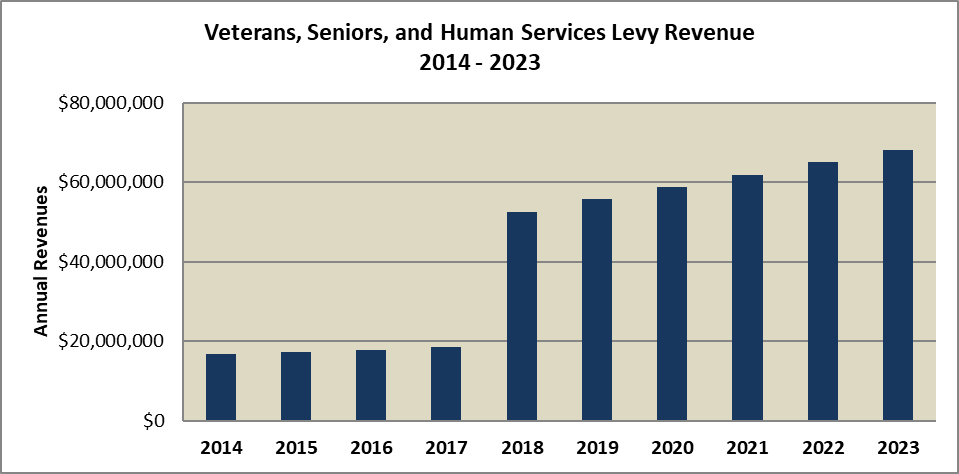 Veterans, Seniors, and Human Services Levy Revenue
2014 - 2023
Annual Revenues
$80,000,000
$60,000,000
$40,000,000
$20,000,000
$0
2014 2015 2016 2017 2018 2019 2020 2021 2022 2023